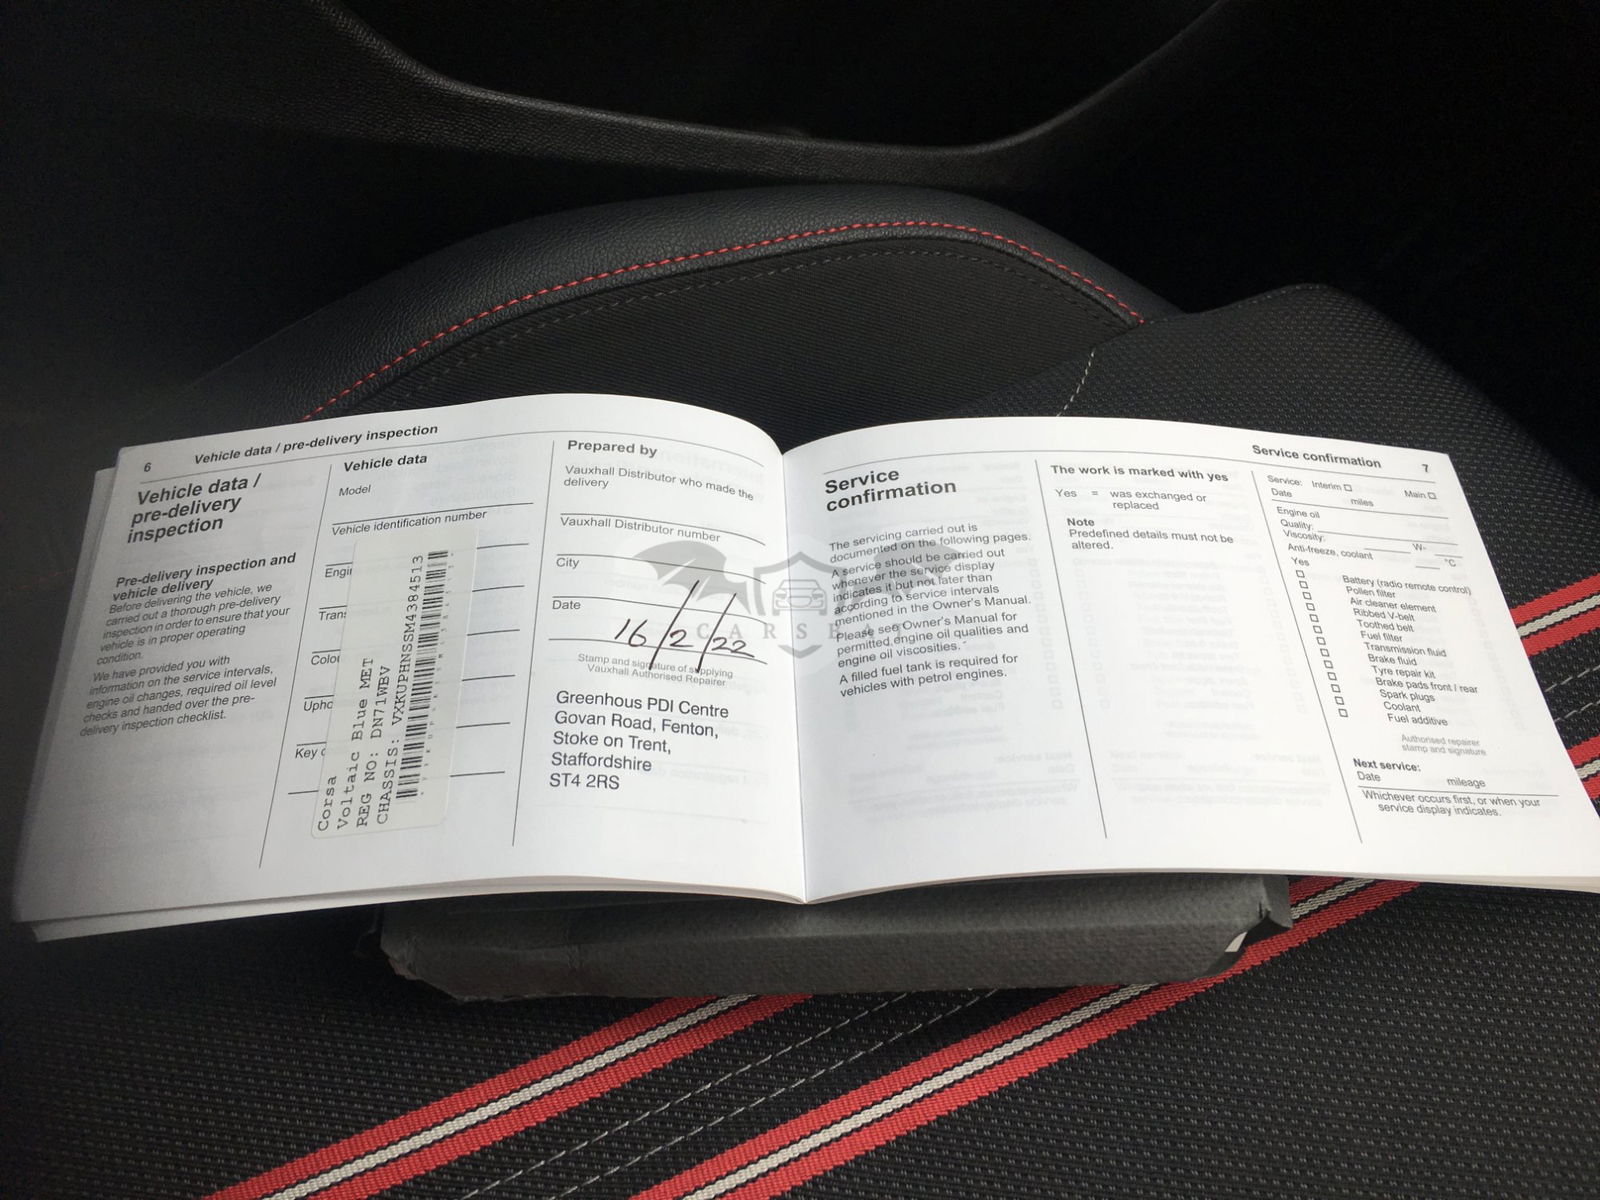 6 Vehicle data / pre-delivery inspection
Vehicle data /
pre-delivery
inspection
Pre-delivery inspection and
vehicle delivery
Before delivering the vehicle, we
carried out a thorough pre-delivery
inspection in order to ensure that your
vehicle is in proper operating
condition.
We have provided you with
information on the service intervals,
engine oil changes, required oil level
checks and handed over the pre-
delivery inspection checklist.
Vehicle data
Model
Vehicle identification number
Engin
Trans
Colou
Upho
Key c
Corsa
Voltaic Blue MET
REG NO: DN71WBV
CHASSIS: VXKUPHNSSM4384513
Prepared by
Vauxhall Distributor who made the
delivery
Vauxhall Distributor number
City
Date
16/2/22
Stamp and signature of supplying
Vauxhall Authorised Repairer
Greenhous PDI Centre
Govan Road, Fenton,
Stoke on Trent,
Staffordshire
ST4 2RS
Service confirmation 7
Service
confirmation
The servicing carried out is
documented on the following pages.
A service should be carried out
whenever the service display
indicates it but not later than
according to service intervals
mentioned in the Owner's Manual.
Please see Owner's Manual for
permitted engine oil qualities and
engine oil viscosities.
A filled fuel tank is required for
vehicles with petrol engines.
The work is marked with yes
Yes = was exchanged or
replaced
Note
Predefined details must not be
altered.
Service: Interim Main
Date miles
Engine oil
Quality:
Viscosity: W-
Anti-freeze, coolant °C
Yes
Battery (radio remote control)
Pollen filter
Air cleaner element
Ribbed V-belt
Toothed belt
Fuel filter
Transmission fluid
Brake fluid
Tyre repair kit
Brake pads front / rear
Spark plugs
Coolant
Fuel additive
Authorised repairer
stamp and signature
Next service:
Date mileage
Whichever occurs first, or when your
service display indicates.